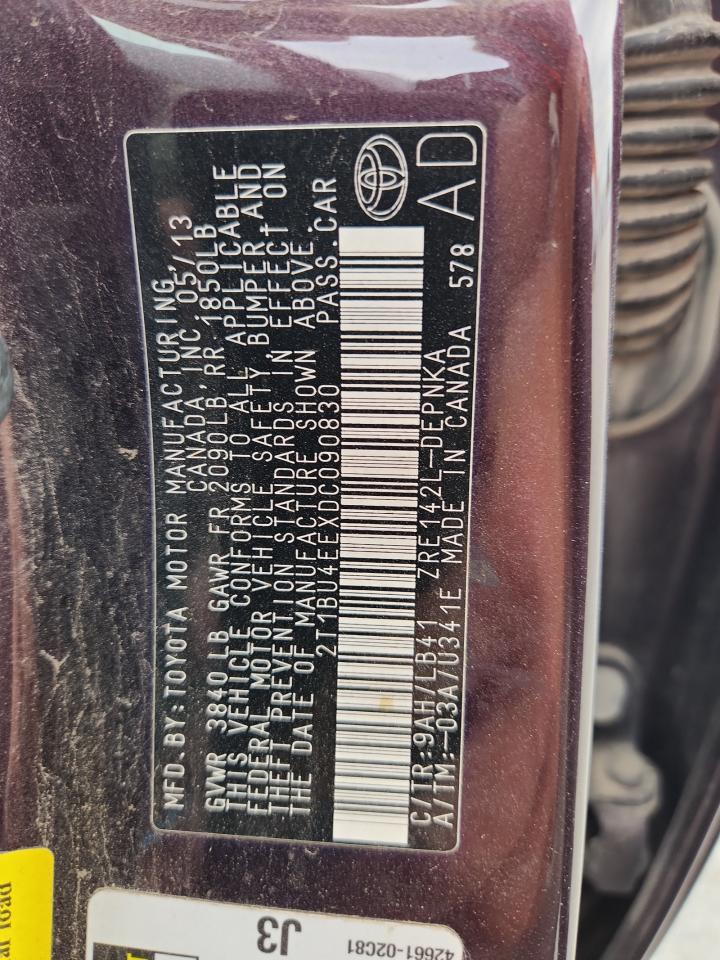 MFD. BY: TOYOTA MOTOR MANUFACTURING,
CANADA, INC. 05/13
GVWR 3840LB GAWR FR 2090LB, RR 1850LB
THIS VEHICLE CONFORMS TO ALL APPLICABLE
FEDERAL MOTOR VEHICLE SAFETY BUMPER, AND
THEFT PREVENTION STANDARDS IN EFFECT ON
THE DATE OF MANUFACTURE SHOWN ABOVE.
2T1BU4EEXDC090830 PASS.CAR
C/TR:9AH/LB41 ZRE142L-DEPNKA
A/TM:-03A/U341E MADE IN CANADA 578
AD
J3
42661-02C81